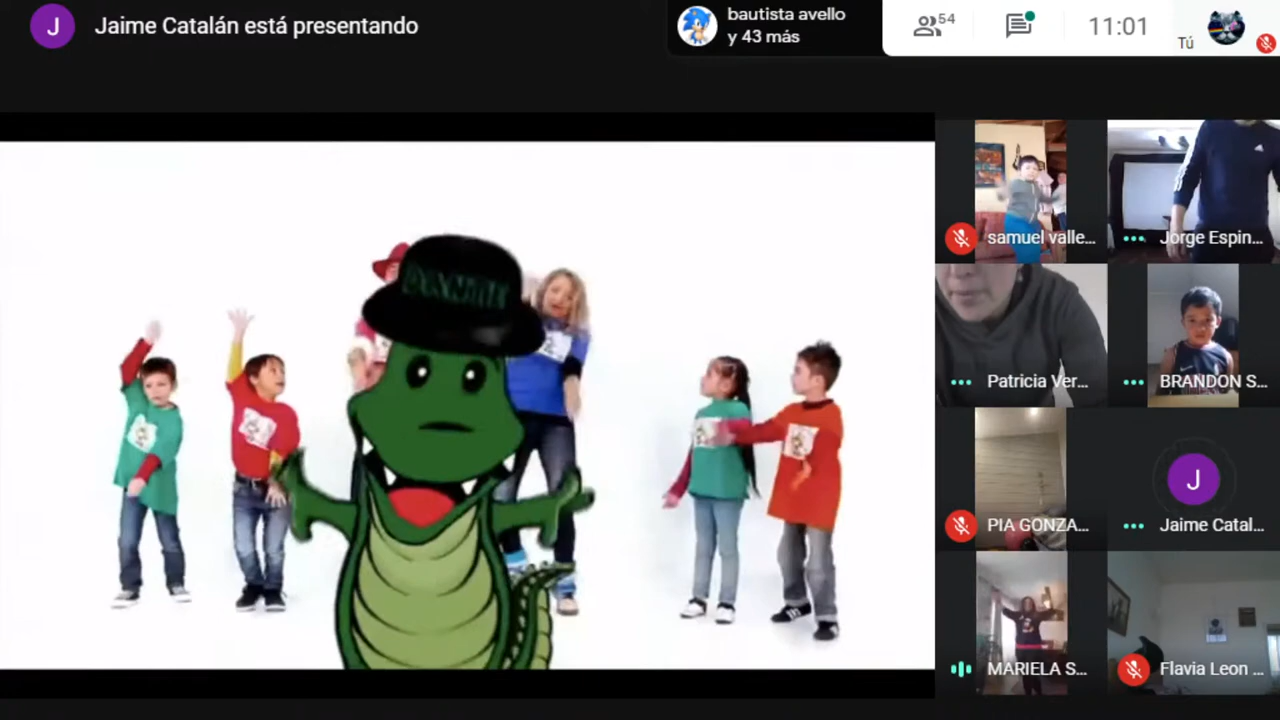 J
Jaime Catalán está presentando
bautista avello
y 43 más
54
11:01
Tú
DANTE
samuel valle...
Jorge Espin...
Patricia Ver...
BRANDON S...
PIA GONZA...
J
Jaime Catal...
MARIELA S...
Flavia Leon ...